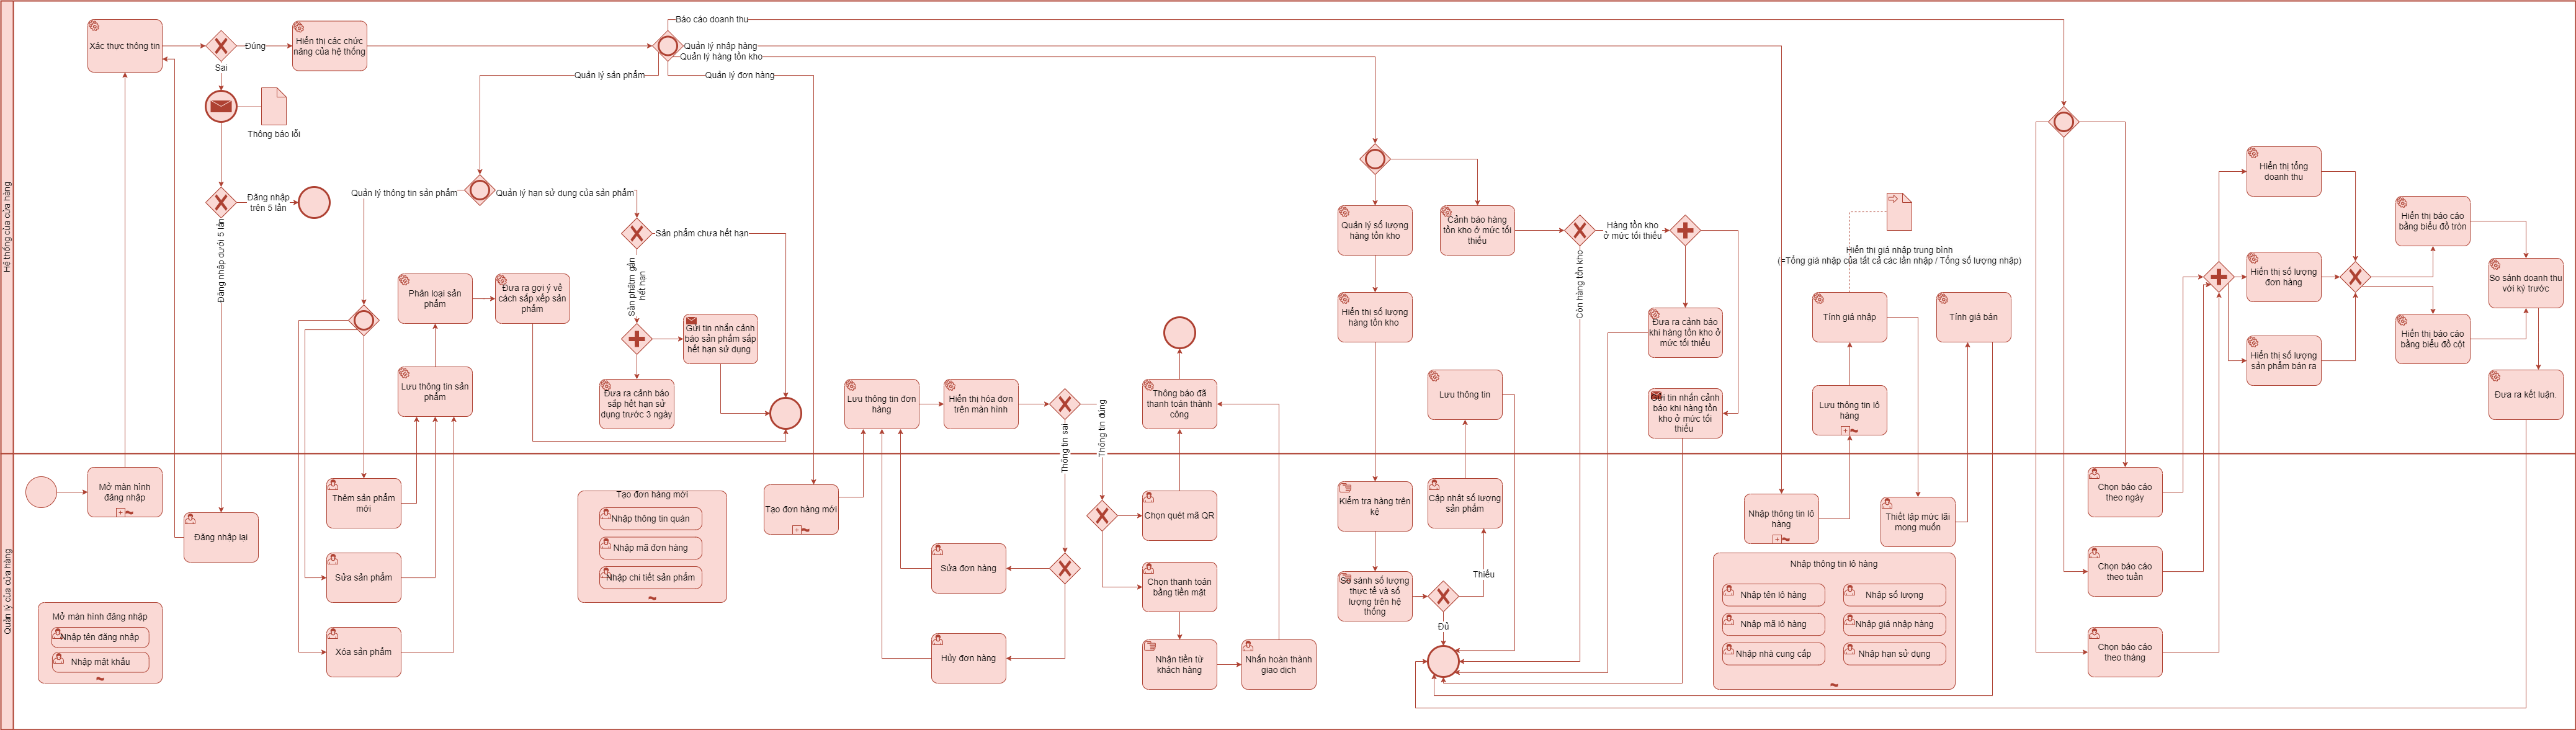 Hệ thống của cửa hàng
Xác thực thông tin
Đúng
Sai
Hiển thị các chức
năng của hệ thống
Thông báo lỗi
Đăng nhập
trên 5 lần
Đăng nhập dưới 5 lần
Báo cáo doanh thu
Quản lý nhập hàng
Quản lý hàng tồn kho
Quản lý sản phẩm
Quản lý đơn hàng
Quản lý thông tin sản phẩm
Quản lý hạn sử dụng của sản phẩm
Sản phẩm chưa hết hạn
Sản phẩm gần
hết hạn
Phân loại sản
phẩm
Đưa ra gợi ý về
cách sắp xếp sản
phẩm
Lưu thông tin sản
phẩm
Gửi tin nhắn cảnh
báo sản phẩm sắp
hết hạn sử dụng
Đưa ra cảnh báo
sắp hết hạn sử
dụng trước 3 ngày
Lưu thông tin đơn
hàng
Hiển thị hóa đơn
trên màn hình
Thông tin sai
Thông tin đúng
Thông báo đã
thanh toán thành
công
Quản lý số lượng
hàng tồn kho
Hiển thị số lượng
hàng tồn kho
Cảnh báo hàng
tồn kho ở mức tối
thiểu
Hàng tồn kho
ở mức tối thiểu
Còn hàng tồn kho
Đưa ra cảnh báo
khi hàng tồn kho ở
mức tối thiểu
Gửi tin nhắn cảnh
báo khi hàng tồn
kho ở mức tối
thiểu
Lưu thông tin
Hiển thị giá nhập trung bình
(=Tổng giá nhập của tất cả các lần nhập / Tổng số lượng nhập)
Tính giá nhập
Tính giá bán
Lưu thông tin lô
hàng
Hiển thị tổng
doanh thu
Hiển thị số lượng
đơn hàng
Hiển thị số lượng
sản phẩm bán ra
Hiển thị báo cáo
bằng biểu đồ tròn
Hiển thị báo cáo
bằng biểu đồ cột
So sánh doanh thu
với kỳ trước
Đưa ra kết luận.
Quản lý của cửa hàng
Mở màn hình
đăng nhập
Đăng nhập lại
Mở màn hình đăng nhập
Nhập tên đăng nhập
Nhập mật khẩu
Thêm sản phẩm
mới
Sửa sản phẩm
Xóa sản phẩm
Tạo đơn hàng mới
Nhập thông tin quán
Nhập mã đơn hàng
Nhập chi tiết sản phẩm
Tạo đơn hàng mới
Sửa đơn hàng
Hủy đơn hàng
Chọn quét mã QR
Chọn thanh toán
bằng tiền mặt
Nhận tiền từ
khách hàng
Nhấn hoàn thành
giao dịch
Kiểm tra hàng trên
kệ
So sánh số lượng
thực tế và số
lượng trên hệ
thống
Cập nhật số lượng
sản phẩm
Thiếu
Đủ
Nhập thông tin lô
hàng
Thiết lập mức lãi
mong muốn
Nhập thông tin lô hàng
Nhập tên lô hàng
Nhập số lượng
Nhập mã lô hàng
Nhập giá nhập hàng
Nhập nhà cung cấp
Nhập hạn sử dụng
Chọn báo cáo
theo ngày
Chọn báo cáo
theo tuần
Chọn báo cáo
theo tháng